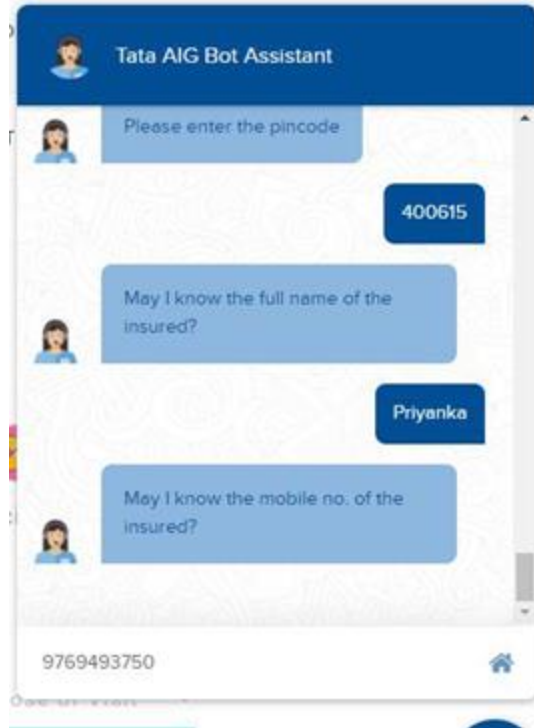 Tata AIG Bot Assistant
Please enter the pincode
400615
May I know the full name of the
insured?
Priyanka
May I know the mobile no. of the
insured?
9769493750